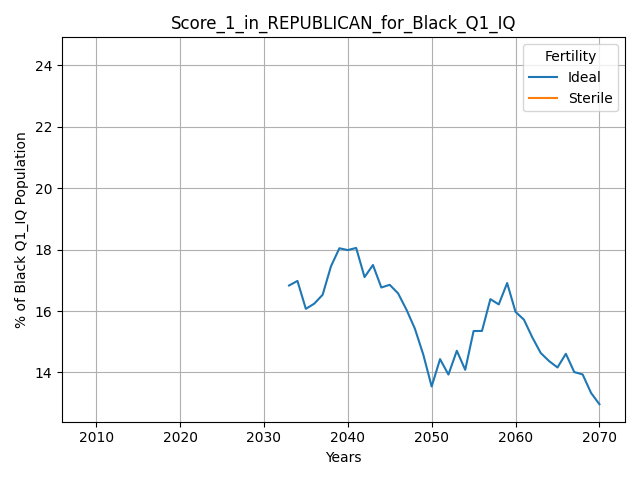 Score_1_in_REPUBLICAN_for_Black_Q1_IQ
Fertility
Ideal
Sterile
% of Black Q1_IQ Population
24
22
20
18
16
14
2010 2020 2030 2040 2050 2060 2070
Years